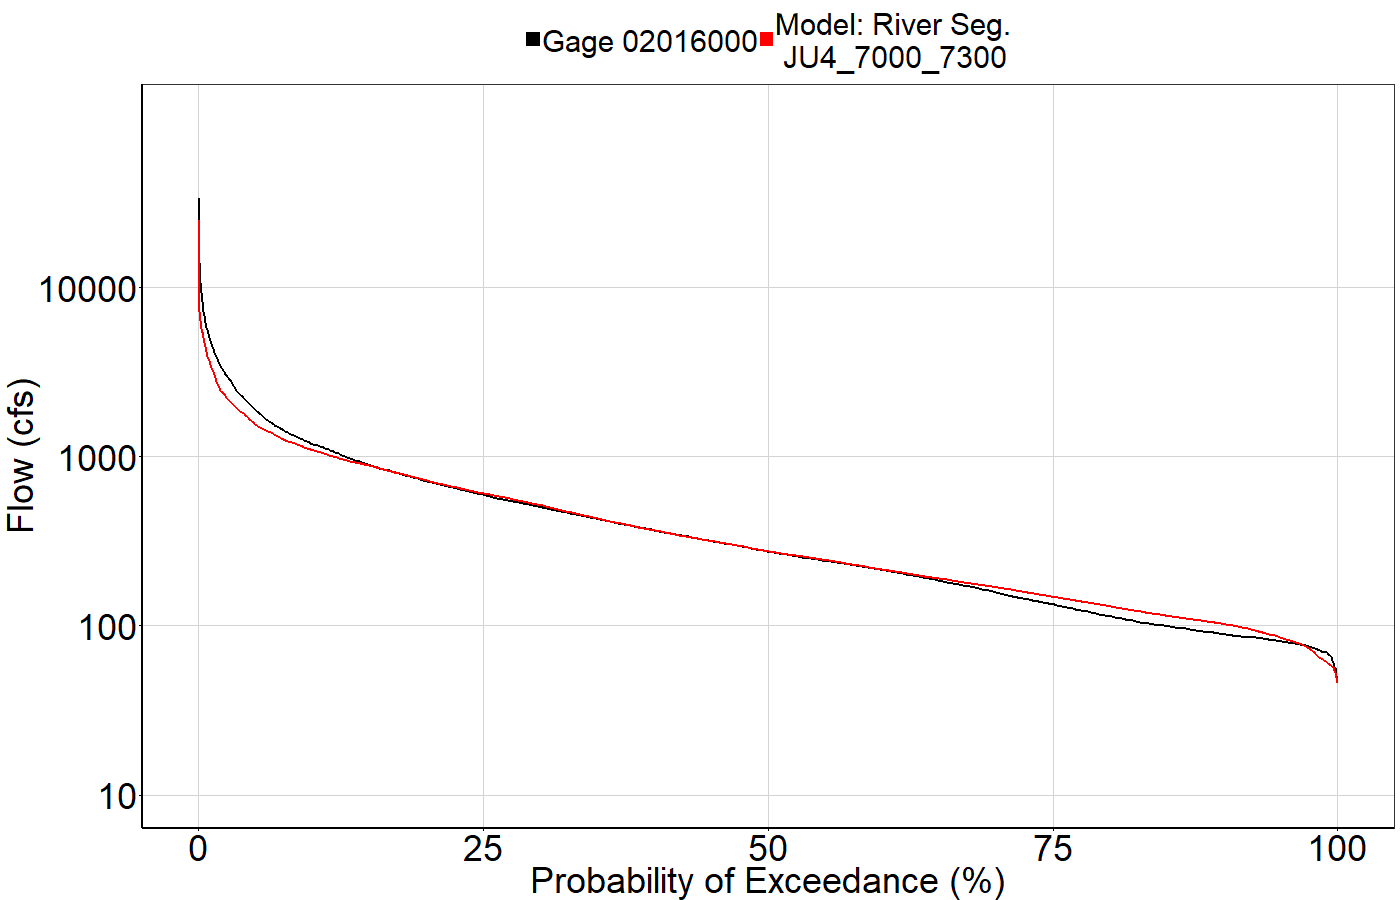 Gage 02016000
Model: River Seg.
JU4_7000_7300
Flow (cfs)
10000
1000
100
10
0 25 50 75 100
Probability of Exceedance (%)